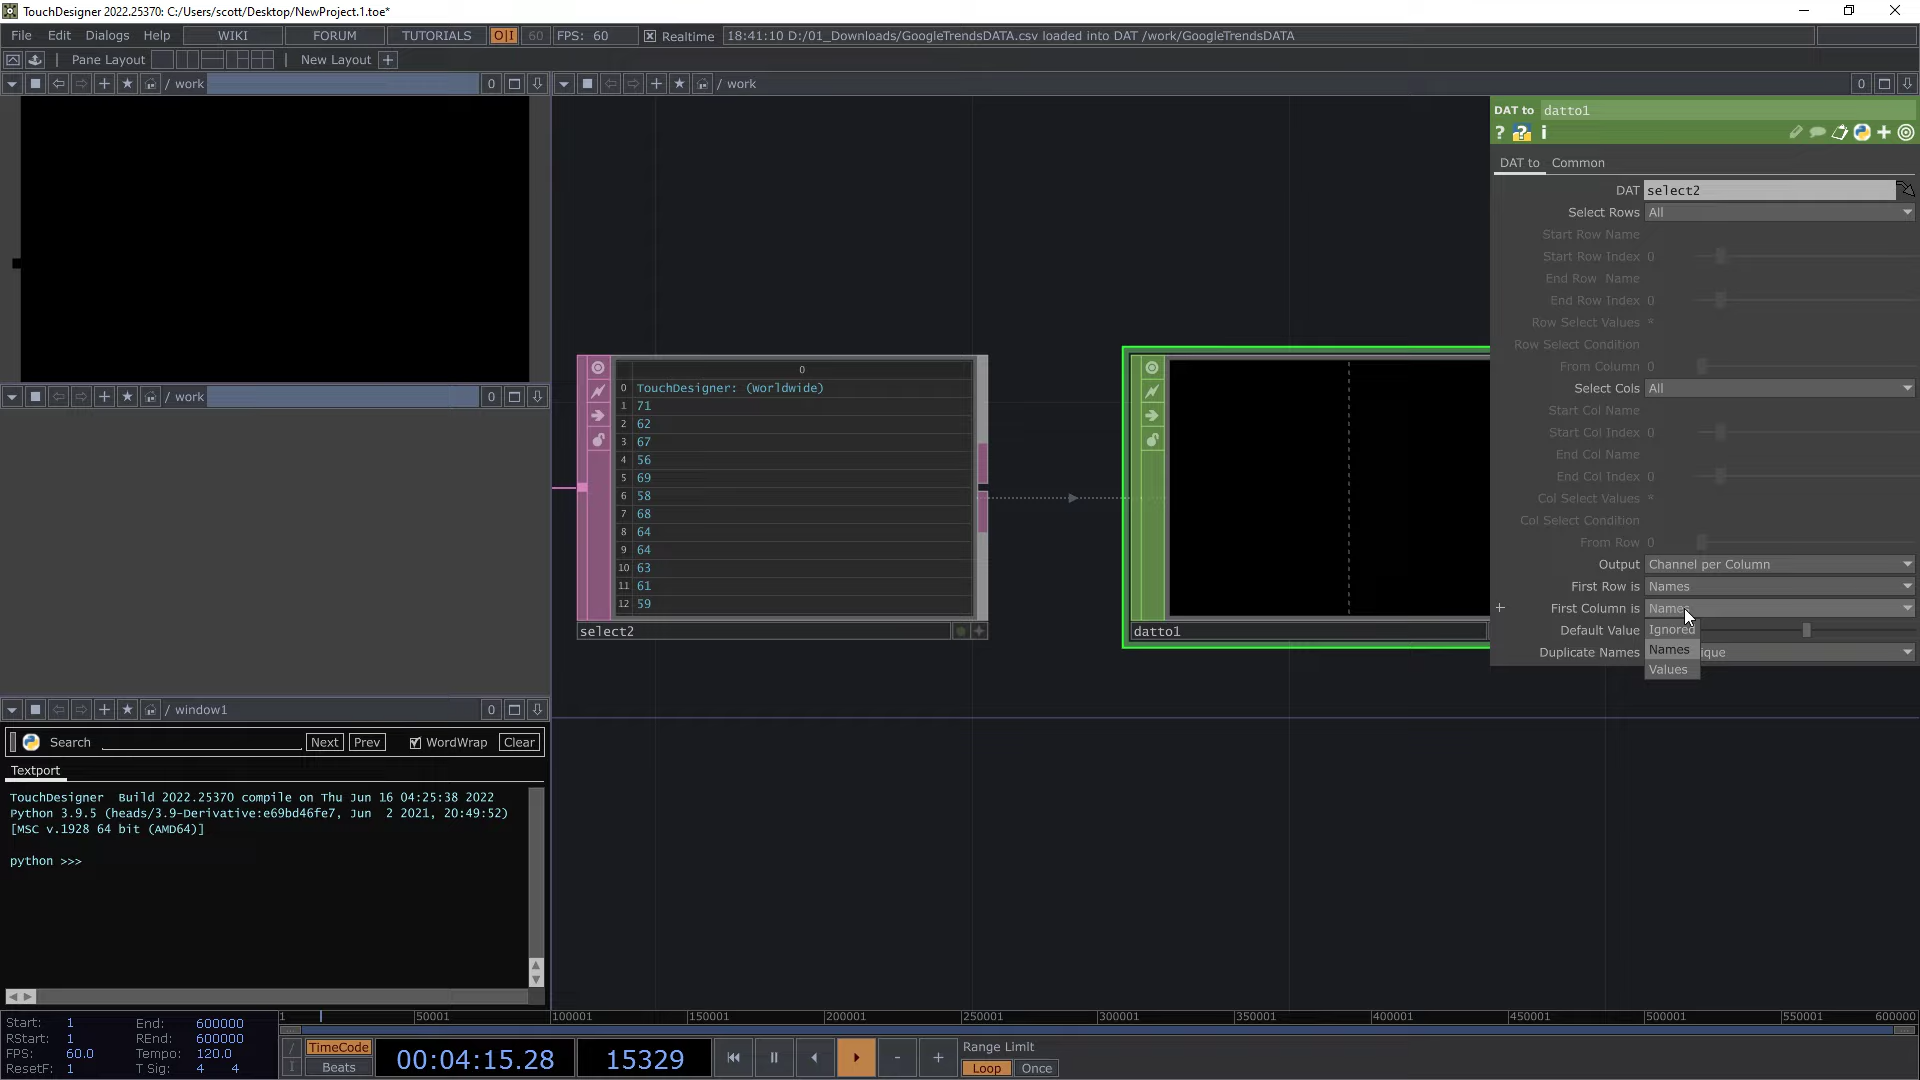 TouchDesigner 2022.25370: C:/Users/scott/Desktop/NewProject.1.toe*
File Edit Dialogs Help WIKI FORUM TUTORIALS O|I 60 FPS: 60 Realtime 18:41:10 D:/01_Downloads/GoogleTrendsDATA.csv loaded into DAT /work/GoogleTrendsDATA
Pane Layout New Layout +
/ work 0
/ work 0
DAT to datto1
? ? i
DAT to Common
DAT select2
Select Rows All
Start Row Name
Start Row Index 0
End Row Name
End Row Index 0
Row Select Values *
Row Select Condition
From Column 0
Select Cols All
Start Col Name
Start Col Index 0
End Col Name
End Col Index 0
Col Select Values *
Col Select Condition
From Row 0
Output Channel per Column
First Row is Names
+ First Column is Names
Default Value
Duplicate Names ique
Ignored
Names
Values
0
0 TouchDesigner: (Worldwide)
1 71
2 62
3 67
4 56
5 69
6 58
7 68
8 64
9 64
10 63
11 61
12 59
select2
datto1
/ work 0
/ window1 0
Search Next Prev WordWrap Clear
Textport
TouchDesigner Build 2022.25370 compile on Thu Jun 16 04:25:38 2022
Python 3.9.5 (heads/3.9-Derivative:e69bd46fe7, Jun 2 2021, 20:49:52)
[MSC v.1928 64 bit (AMD64)]
python >>>
1 50001 100001 150001 200001 250001 300001 350001 400001 450001 500001 550001 600000
Start: 1 End: 600000
RStart: 1 REnd: 600000
FPS: 60.0 Tempo: 120.0
ResetF: 1 T Sig: 4 4
TimeCode
Beats
00:04:15.28 15329
- +
Range Limit
Loop Once